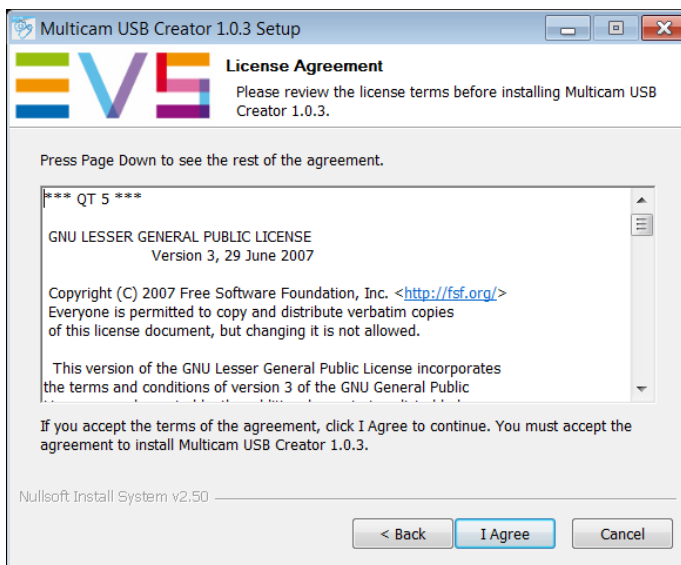 Multicam USB Creator 1.0.3 Setup
EVS
License Agreement
Please review the license terms before installing Multicam USB
Creator 1.0.3.
Press Page Down to see the rest of the agreement.
*** QT 5 ***
GNU LESSER GENERAL PUBLIC LICENSE
Version 3, 29 June 2007
Copyright (C) 2007 Free Software Foundation, Inc. <http://fsf.org/>
Everyone is permitted to copy and distribute verbatim copies
of this license document, but changing it is not allowed.
This version of the GNU Lesser General Public License incorporates
the terms and conditions of version 3 of the GNU General Public
If you accept the terms of the agreement, click I Agree to continue. You must accept the
agreement to install Multicam USB Creator 1.0.3.
Nullsoft Install System v2.50
< Back
I Agree
Cancel